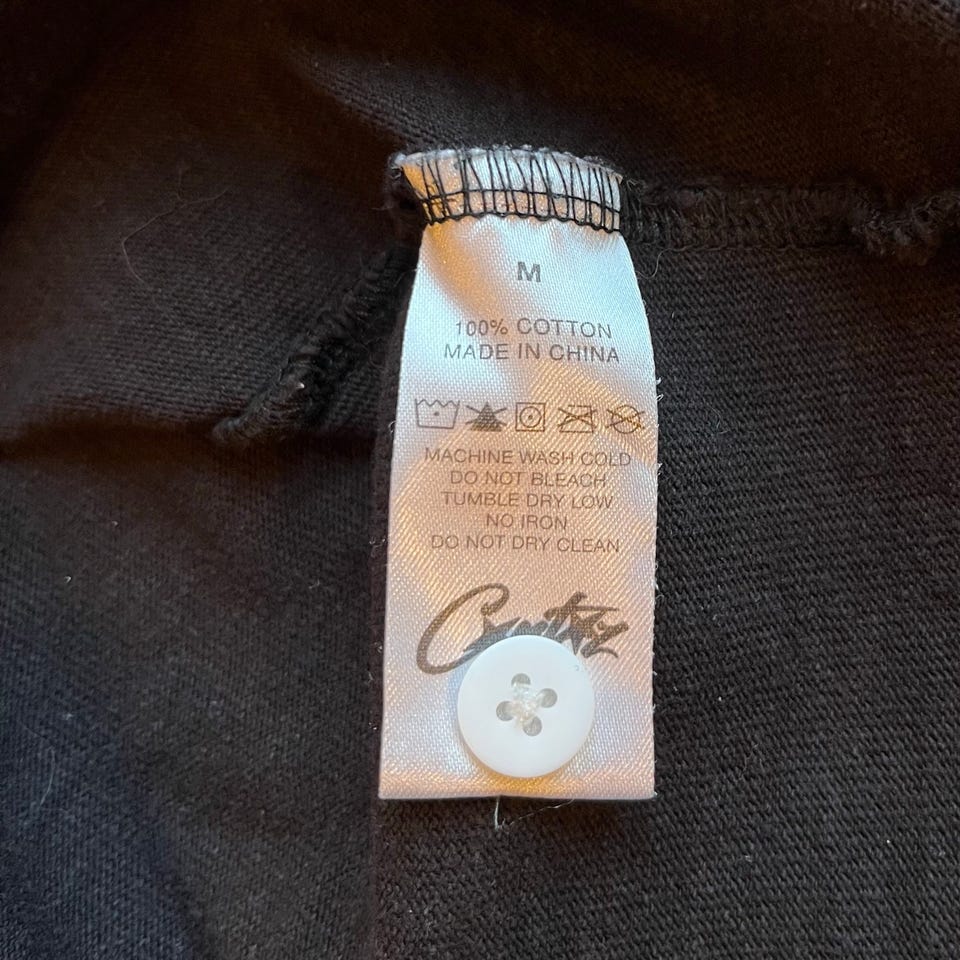 M
100% COTTON
MADE IN CHINA
MACHINE WASH COLD
DO NOT BLEACH
TUMBLE DRY LOW
NO IRON
DO NOT DRY CLEAN